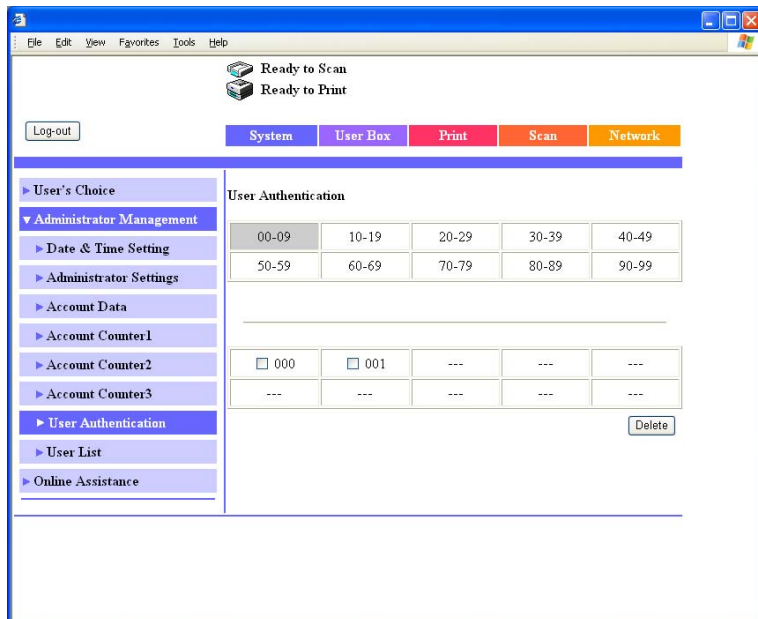 File Edit View Favorites Tools Help
Ready to Scan
Ready to Print
Log-out
System User Box Print Scan Network
User's Choice
Administrator Management
Date & Time Setting
Administrator Settings
Account Data
Account Counter1
Account Counter2
Account Counter3
User Authentication
User List
Online Assistance
User Authentication
00-09 10-19 20-29 30-39 40-49
50-59 60-69 70-79 80-89 90-99
000 001 --- --- ---
--- --- --- --- ---
Delete